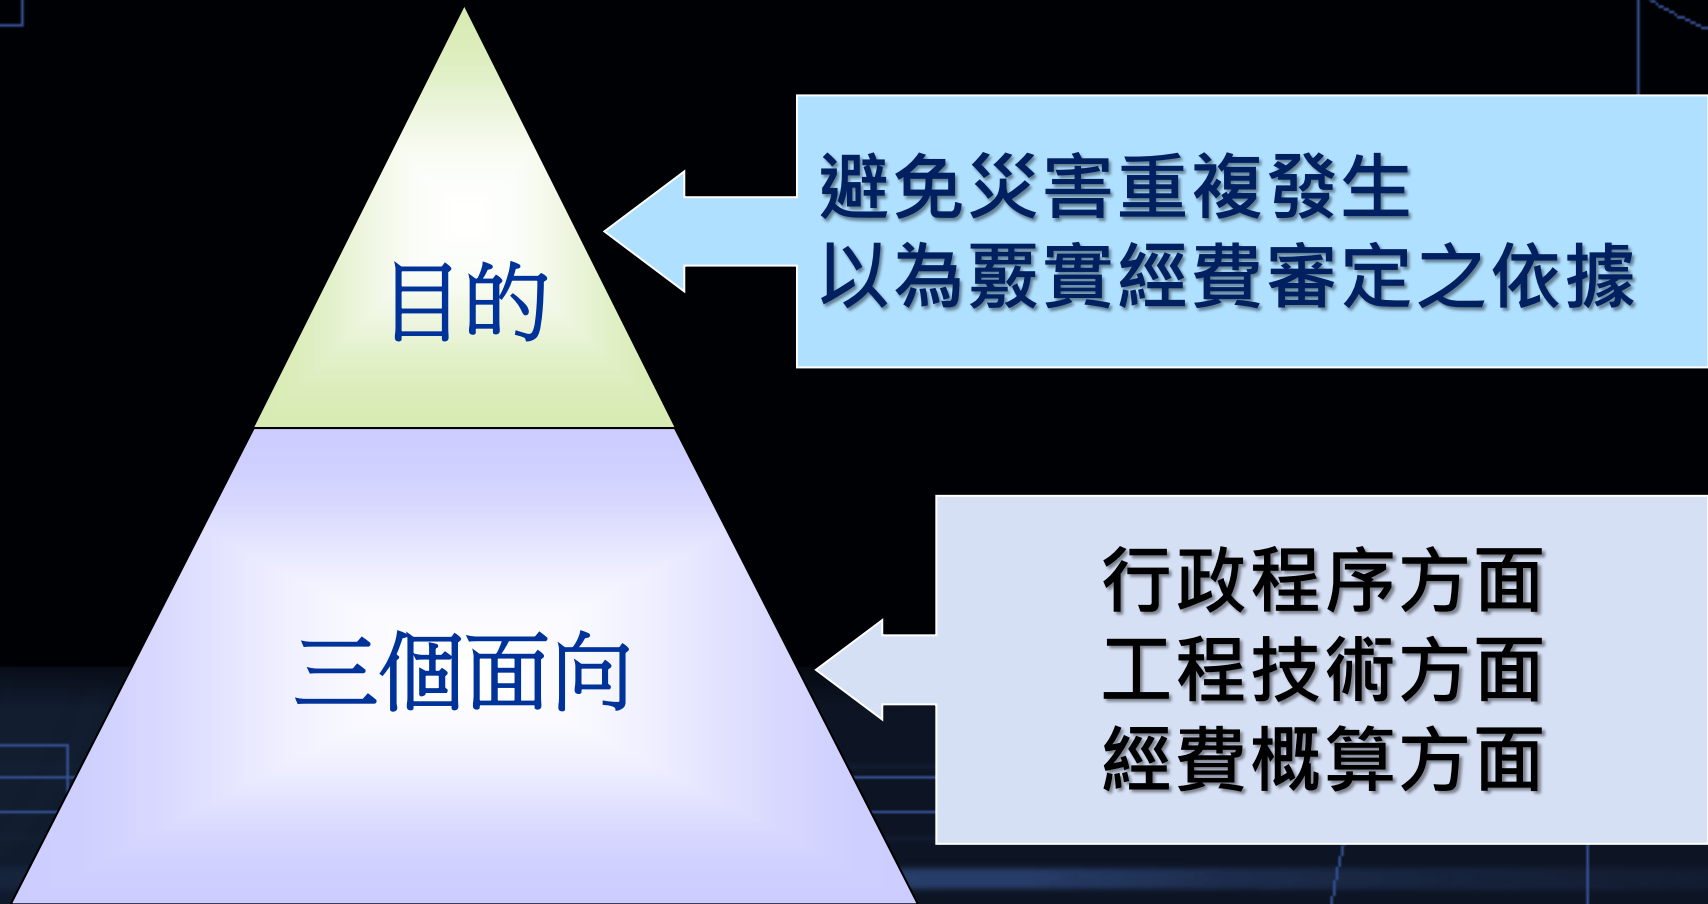 目的
避免災害重複發生
以為覈實經費審定之依據
三個面向
行政程序方面
工程技術方面
經費概算方面